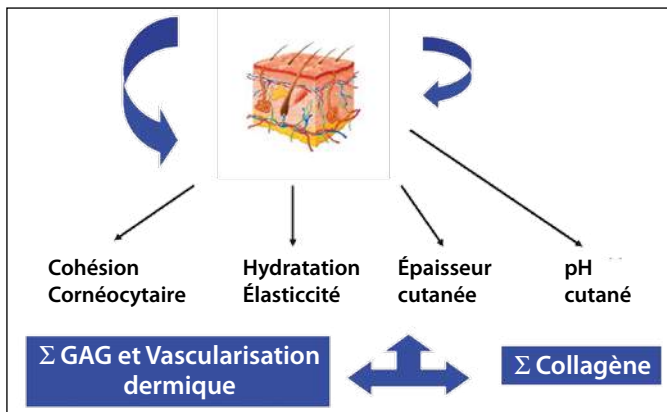 Cohésion
Cornéocytaire
Hydratation
Élasticcité
Épaisseur
cutanée
pH
cutané
Σ GAG et Vascularisation
dermique
Σ Collagène